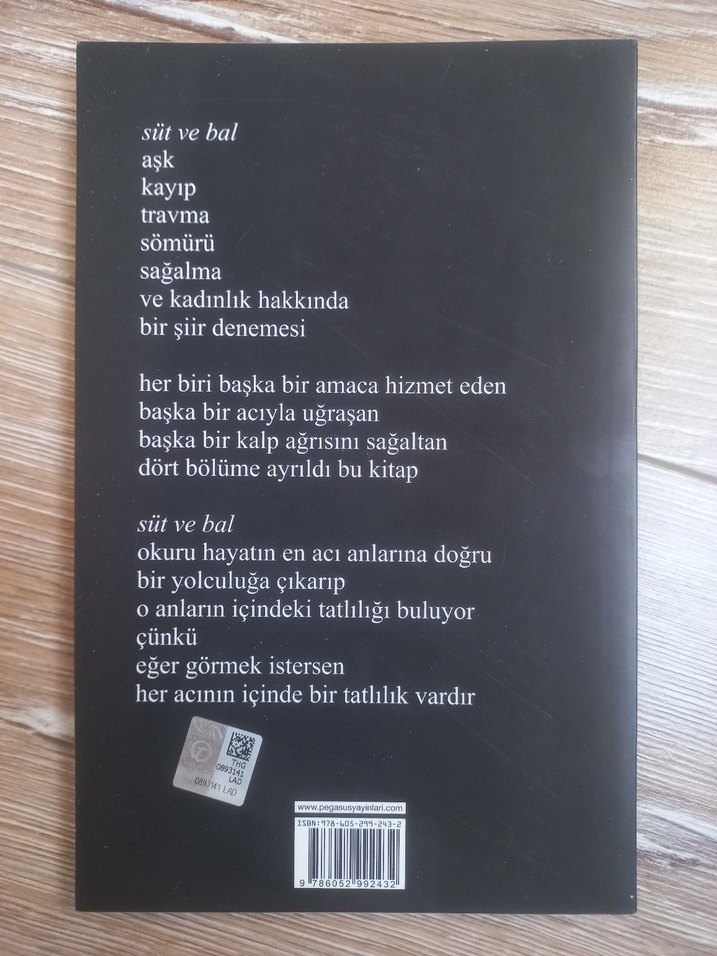 süt ve bal
aşk
kayıp
travma
sömürü
sağalma
ve kadınlık hakkında
bir şiir denemesi
her biri başka bir amaca hizmet eden
başka bir acıyla uğraşan
başka bir kalp ağrısını sağaltan
dört bölüme ayrıldı bu kitap
süt ve bal
okuru hayatın en acı anlarına doğru
bir yolculuğa çıkarıp
o anların içindeki tatlılığı buluyor
çünkü
eğer görmek istersen
her acının içinde bir tatlılık vardır
THG
0893141
LAD
0893141 LAD
www.pegasusyayinlari.com
ISBN: 978-605-299-243-2
9 786052 992432